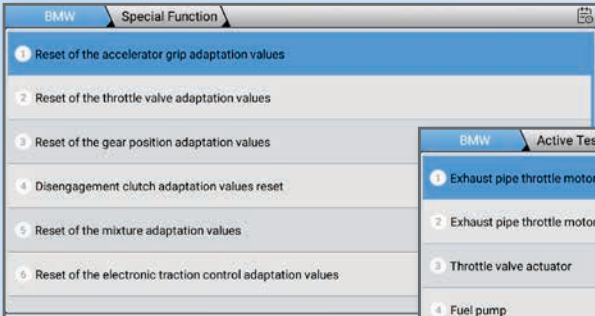 BMW Special Function
1 Reset of the accelerator grip adaptation values
2 Reset of the throttle valve adaptation values
3 Reset of the gear position adaptation values
4 Disengagement clutch adaptation values reset
5 Reset of the mixture adaptation values
6 Reset of the electronic traction control adaptation values
BMW Active Tes
1 Exhaust pipe throttle motor
2 Exhaust pipe throttle motor
3 Throttle valve actuator
4 Fuel pump